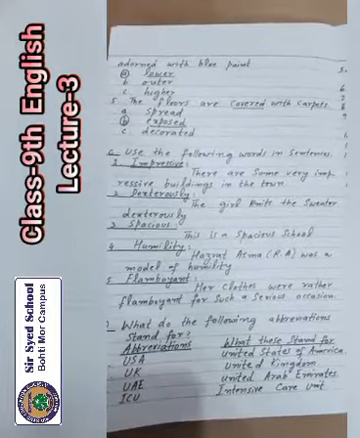 Class-9th English
Lecture-3
Sir Syed School
Bohti Mor Campus
adorned with blue paint
a lower
b outer
c. higher
5. The floors are covered with carpets
a spread
b exposed
c. decorated
Use the following words in sentences.
1 Impressive:
There are some very imp-
ressive buildings in the town
2 Dexterously:
The girl knits the sweater
dexterously
3 Spacious:
This is a spacious school
4 Humility:
Hazrat Asma (R.A) was a
model of humility
5 Flamboyant:
Her clothes were rather
flamboyant for such a serious occasion.
What do the following abbreviations
stand for?
Abbreviations What these stand for
USA United States of America
UK United Kingdom
UAE United Arab Emirates
ICU Intensive Care Unit